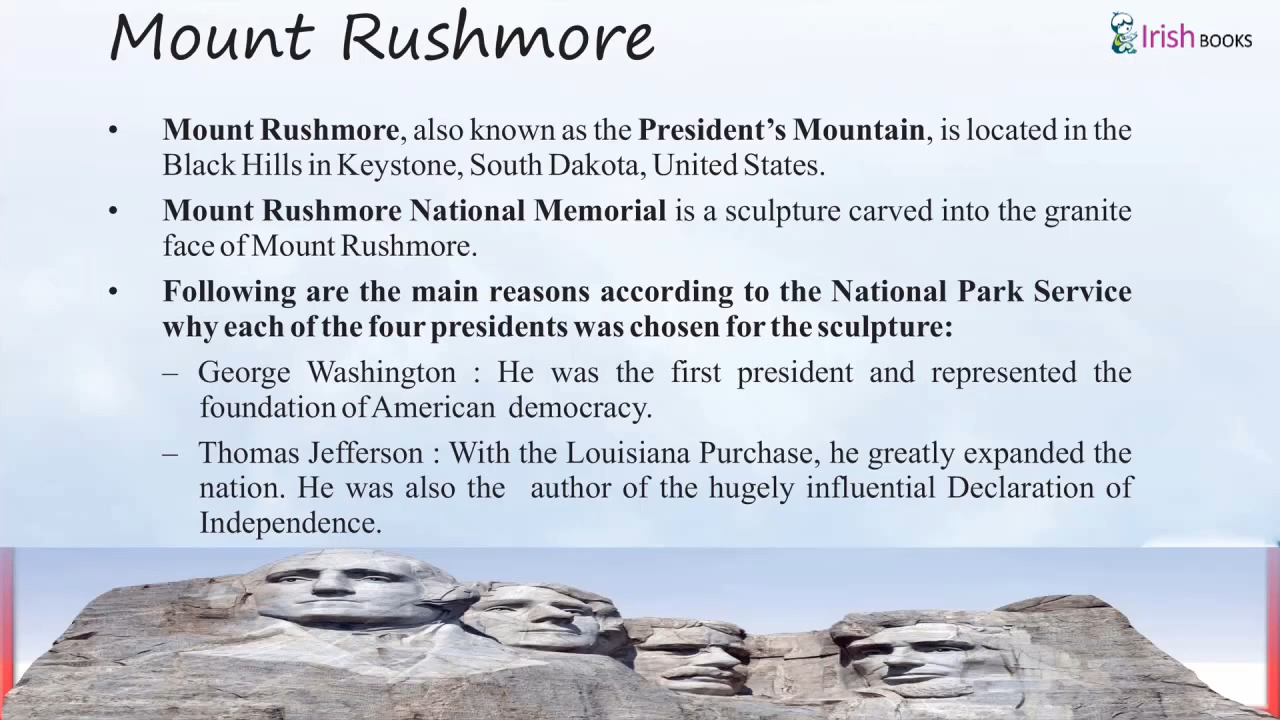 Mount Rushmore
Irish BOOKS
• Mount Rushmore, also known as the President’s Mountain, is located in the
Black Hills in Keystone, South Dakota, United States.
• Mount Rushmore National Memorial is a sculpture carved into the granite
face of Mount Rushmore.
• Following are the main reasons according to the National Park Service
why each of the four presidents was chosen for the sculpture:
– George Washington : He was the first president and represented the
foundation of American democracy.
– Thomas Jefferson : With the Louisiana Purchase, he greatly expanded the
nation. He was also the author of the hugely influential Declaration of
Independence.